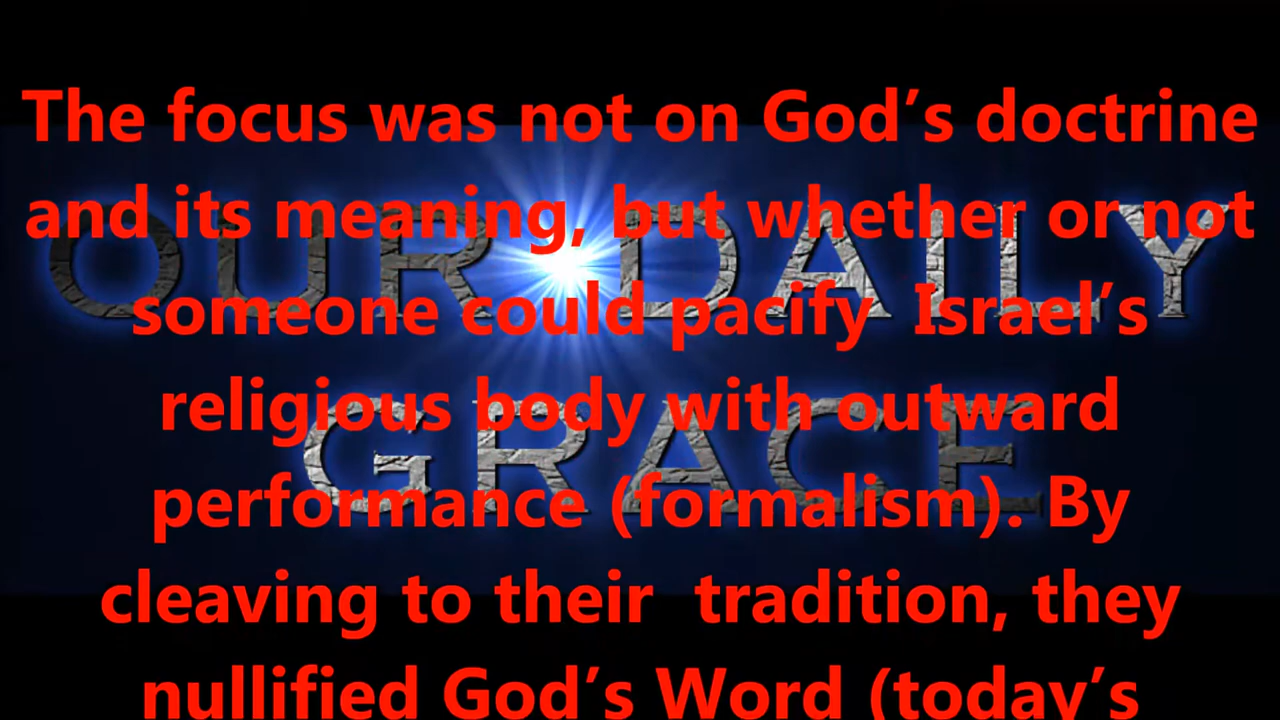 The focus was not on God’s doctrine
and its meaning, but whether or not
someone could pacify  Israel’s
religious body with outward
performance (formalism). By
cleaving to their  tradition, they
nullified God’s Word (today’s
OUR DAILY
GRACE